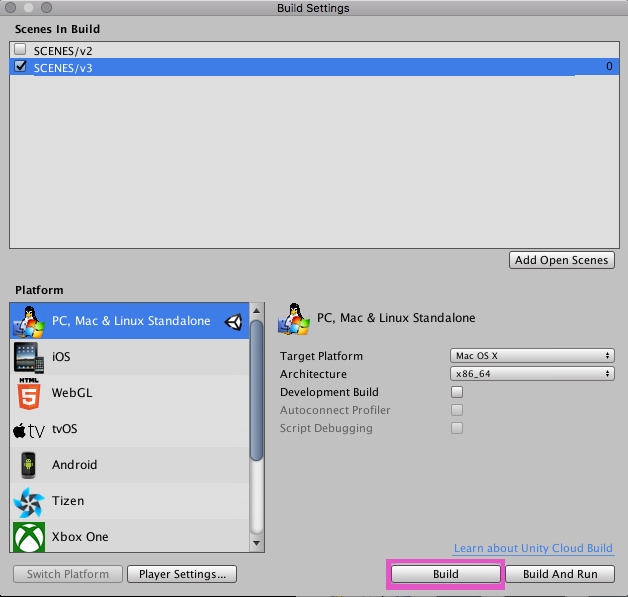 Build Settings
Scenes In Build
SCENES/v2
SCENES/v3 0
Add Open Scenes
Platform
PC, Mac & Linux Standalone
iOS
HTML
5
WebGL
tv
tvOS
Android
Tizen
Xbox One
PC, Mac & Linux Standalone
Target Platform Mac OS X
Architecture x86_64
Development Build
Autoconnect Profiler
Script Debugging
Learn about Unity Cloud Build
Switch Platform Player Settings... Build Build And Run